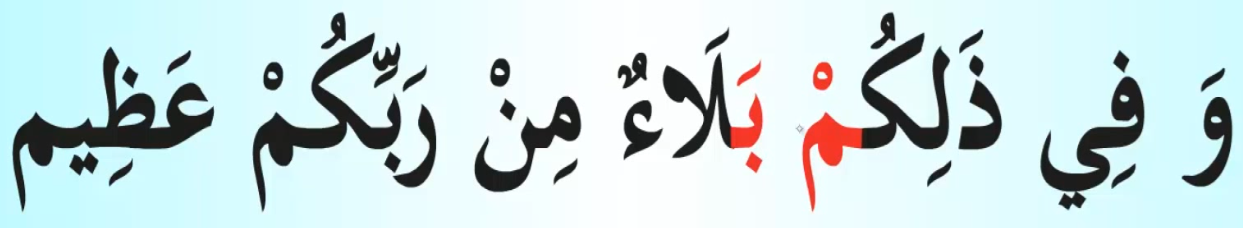 وَ فِي ذَلِكُمْ بَلَاءٌ مِنْ رَبِّكُمْ عَظِيم